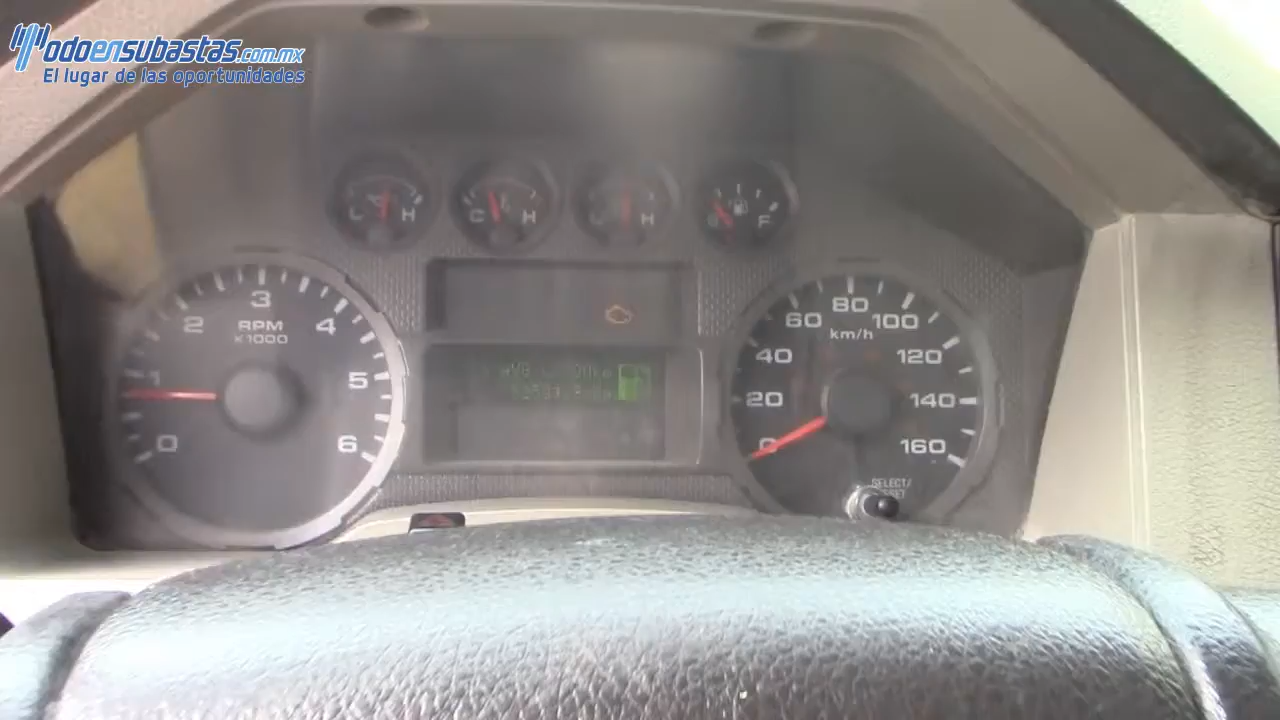 Todoensubastas.com.mx
El lugar de las oportunidades
L H
C H
H
F
0 1 2 3 4 5 6
RPM
x1000
0 20 40 60 80 100 120 140 160
km/h
SELECT/